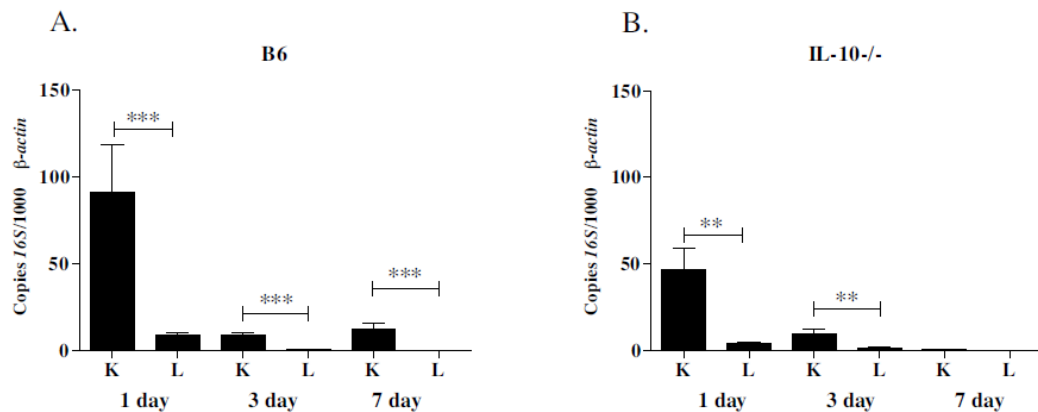 A.
B6
Copies 16S/1000 β-actin
150
100
50
0
***
***
***
K L K L K L
1 day 3 day 7 day
B.
IL-10-/-
Copies 16S/1000 β-actin
150
100
50
0
**
**
K L K L K L
1 day 3 day 7 day